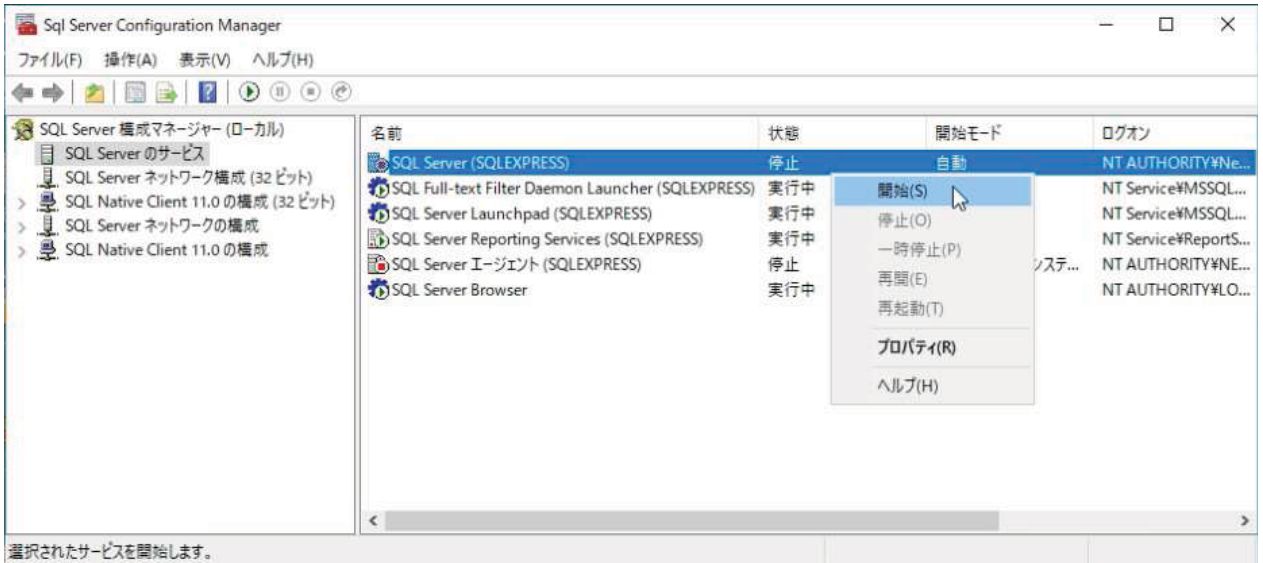 Sql Server Configuration Manager
ファイル(F) 操作(A) 表示(V) ヘルプ(H)
SQL Server 構成マネージャー (ローカル)
SQL Server のサービス
SQL Server ネットワーク構成 (32 ビット)
SQL Native Client 11.0 の構成 (32 ビット)
SQL Server ネットワークの構成
SQL Native Client 11.0 の構成
名前 状態 開始モード ログオン
SQL Server (SQLEXPRESS) 停止 自動 NT AUTHORITY¥Ne...
SQL Full-text Filter Daemon Launcher (SQLEXPRESS) 実行中 NT Service¥MSSQL...
SQL Server Launchpad (SQLEXPRESS) 実行中 NT Service¥MSSQL...
SQL Server Reporting Services (SQLEXPRESS) 実行中 NT Service¥ReportS...
SQL Server エージェント (SQLEXPRESS) 停止 システ... NT AUTHORITY¥NE...
SQL Server Browser 実行中 NT AUTHORITY¥LO...
開始(S)
停止(O)
一時停止(P)
再開(E)
再起動(T)
プロパティ(R)
ヘルプ(H)
選択されたサービスを開始します。